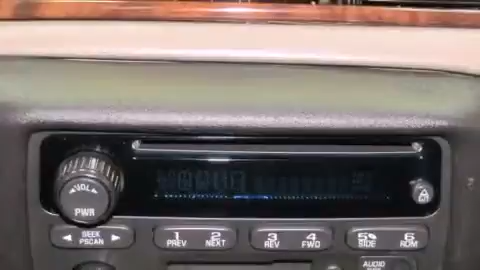 VOL
PWR
SEEK
PSCAN
1 2 3 4 5 6
PREV NEXT REV FWD SIDE RDM
AUDIO